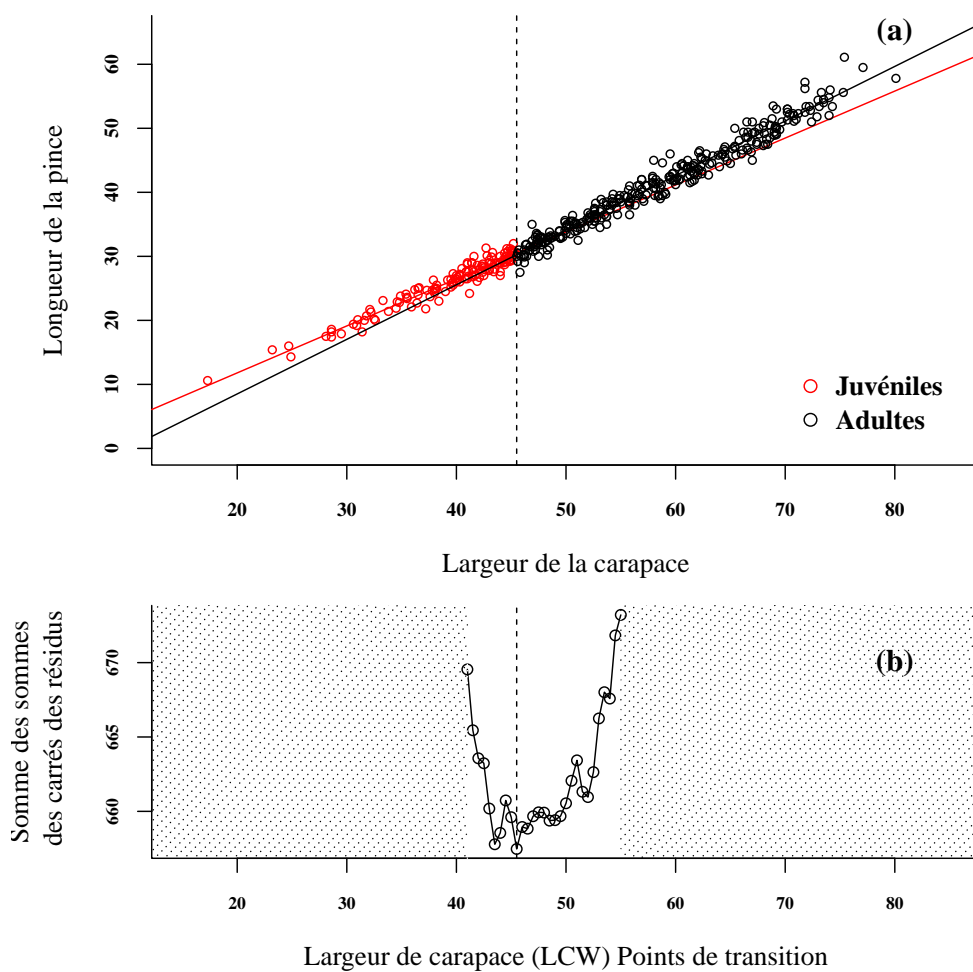 (a)
Longueur de la pince
60
50
40
30
20
10
0
Juvéniles
Adultes
20 30 40 50 60 70 80
Largeur de la carapace
Somme des sommes
des carrés des résidus
(b)
670
665
660
20 30 40 50 60 70 80
Largeur de carapace (LCW) Points de transition